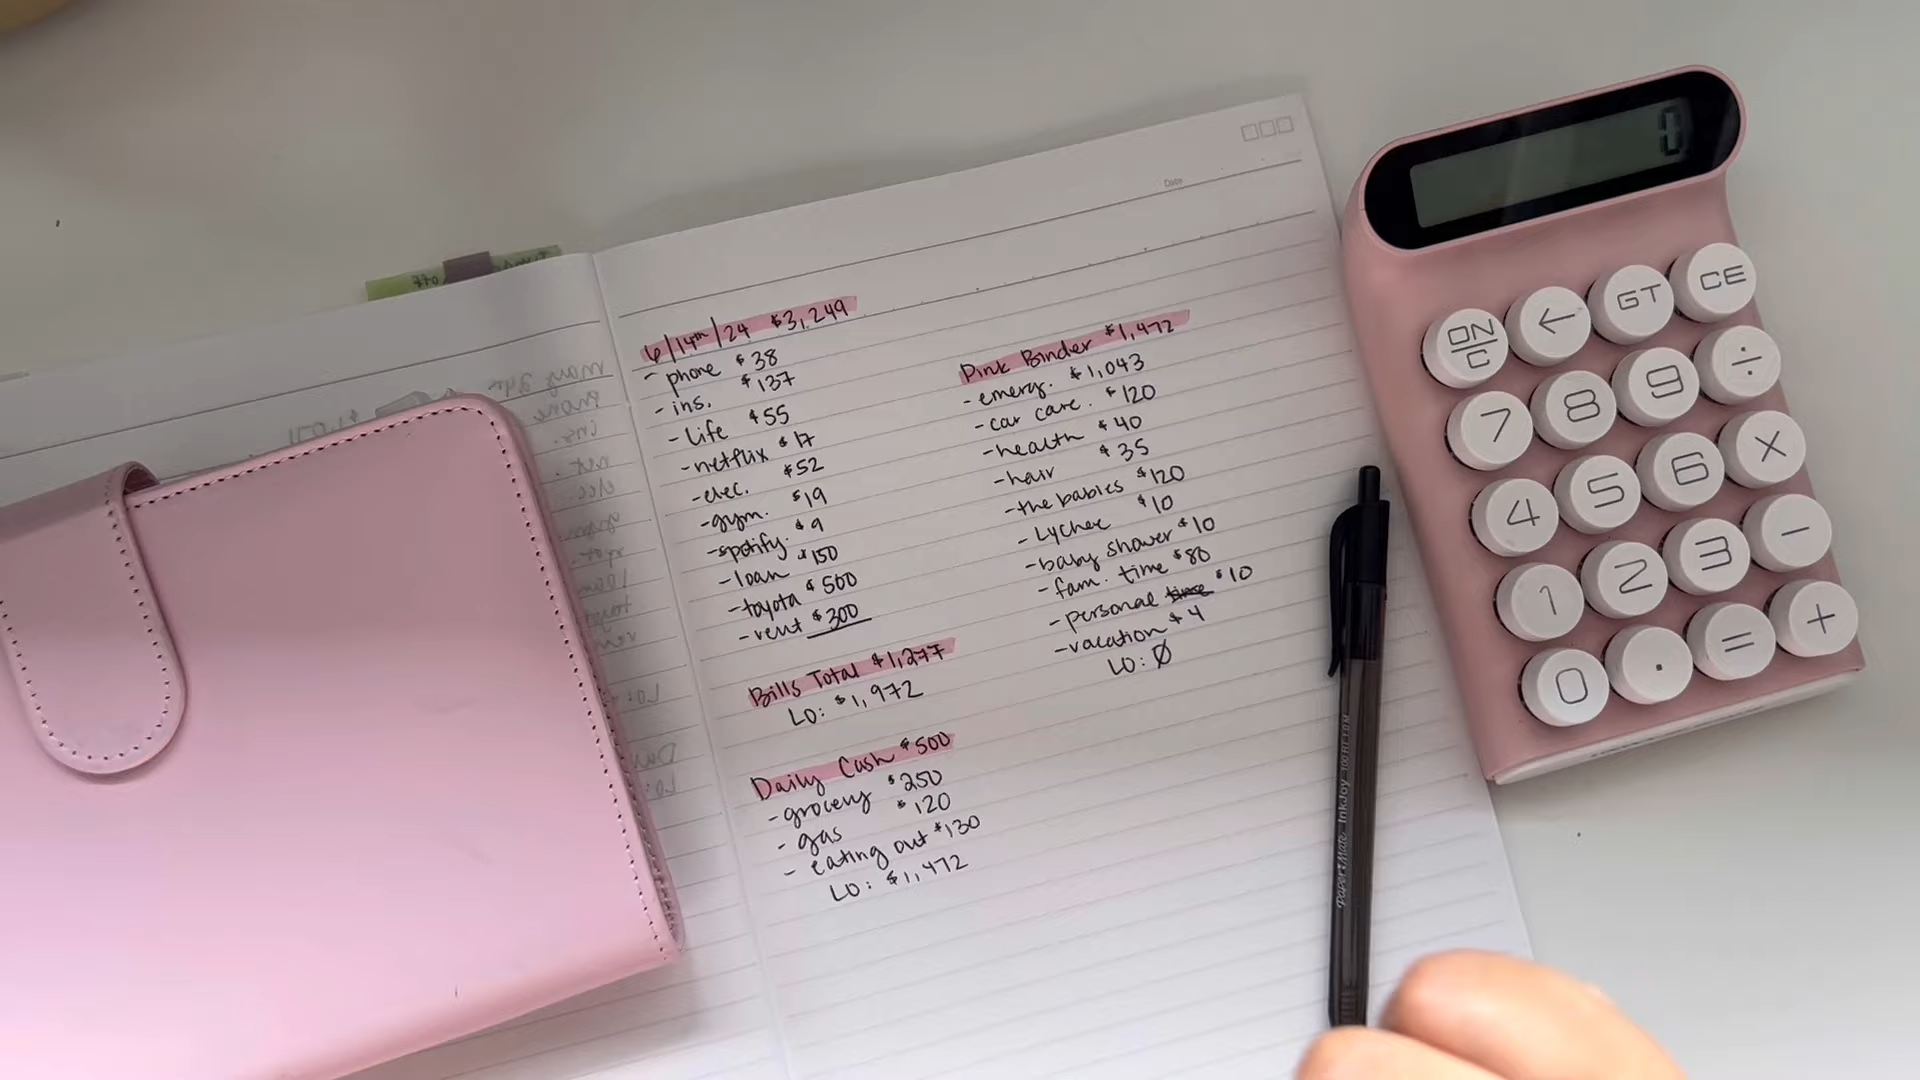 6/14th/24 $3,249
- phone $38
- ins. $137
- life $55
- netflix $17
- elec. $52
- gym. $19
- spotify. $9
- loan $150
- toyota $500
- rent $300
Bills Total $1,277
LO: $1,972
Daily Cash $500
- grocery $250
- gas $120
- eating out $130
LO: $1,472
Date
Pink Binder $1,472
- emerg. $1,043
- car care. $120
- health $40
- hair $35
- the babies $120
- Lychee $10
- baby shower $10
- fam. time $80
- personal time $10
- vacation $4
LO: Ø
PaperMate InkJoy
0
ON/C ← GT CE
7 8 9 ÷
4 5 6 ×
1 2 3 −
0 . = +